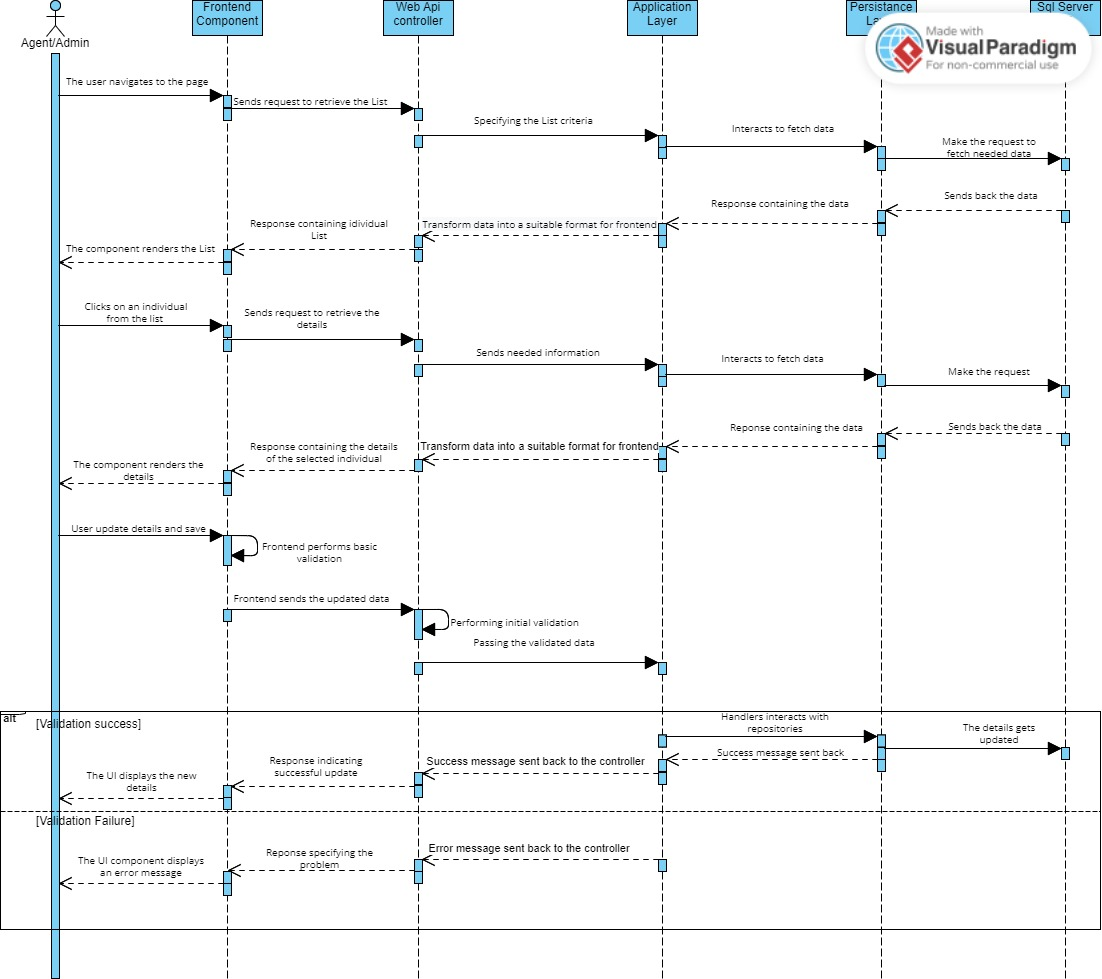 Frontend
Component
Web Api
controller
Application
Layer
Persistance
Sql Server
Made with
Visual Paradigm
For non-commercial use
Agent/Admin
The user navigates to the page
Sends request to retrieve the List
Specifying the List criteria
Interacts to fetch data
Make the request to
fetch needed data
Sends back the data
Response containing the data
Transform data into a suitable format for frontend
Response containing idividual
List
The component renders the List
Clicks on an individual
from the list
Sends request to retrieve the
details
Sends needed information
Interacts to fetch data
Make the request
Sends back the data
Reponse containing the data
Transform data into a suitable format for frontend
Response containing the details
of the selected individual
The component renders the
details
User update details and save
Frontend performs basic
validation
Frontend sends the updated data
Performing initial validation
Passing the validated data
alt
[Validation success]
Handlers interacts with
repositories
The details gets
updated
Success message sent back
Success message sent back to the controller
Response indicating
successful update
The UI displays the new
details
[Validation Failure]
Error message sent back to the controller
Reponse specifying the
problem
The UI component displays
an error message